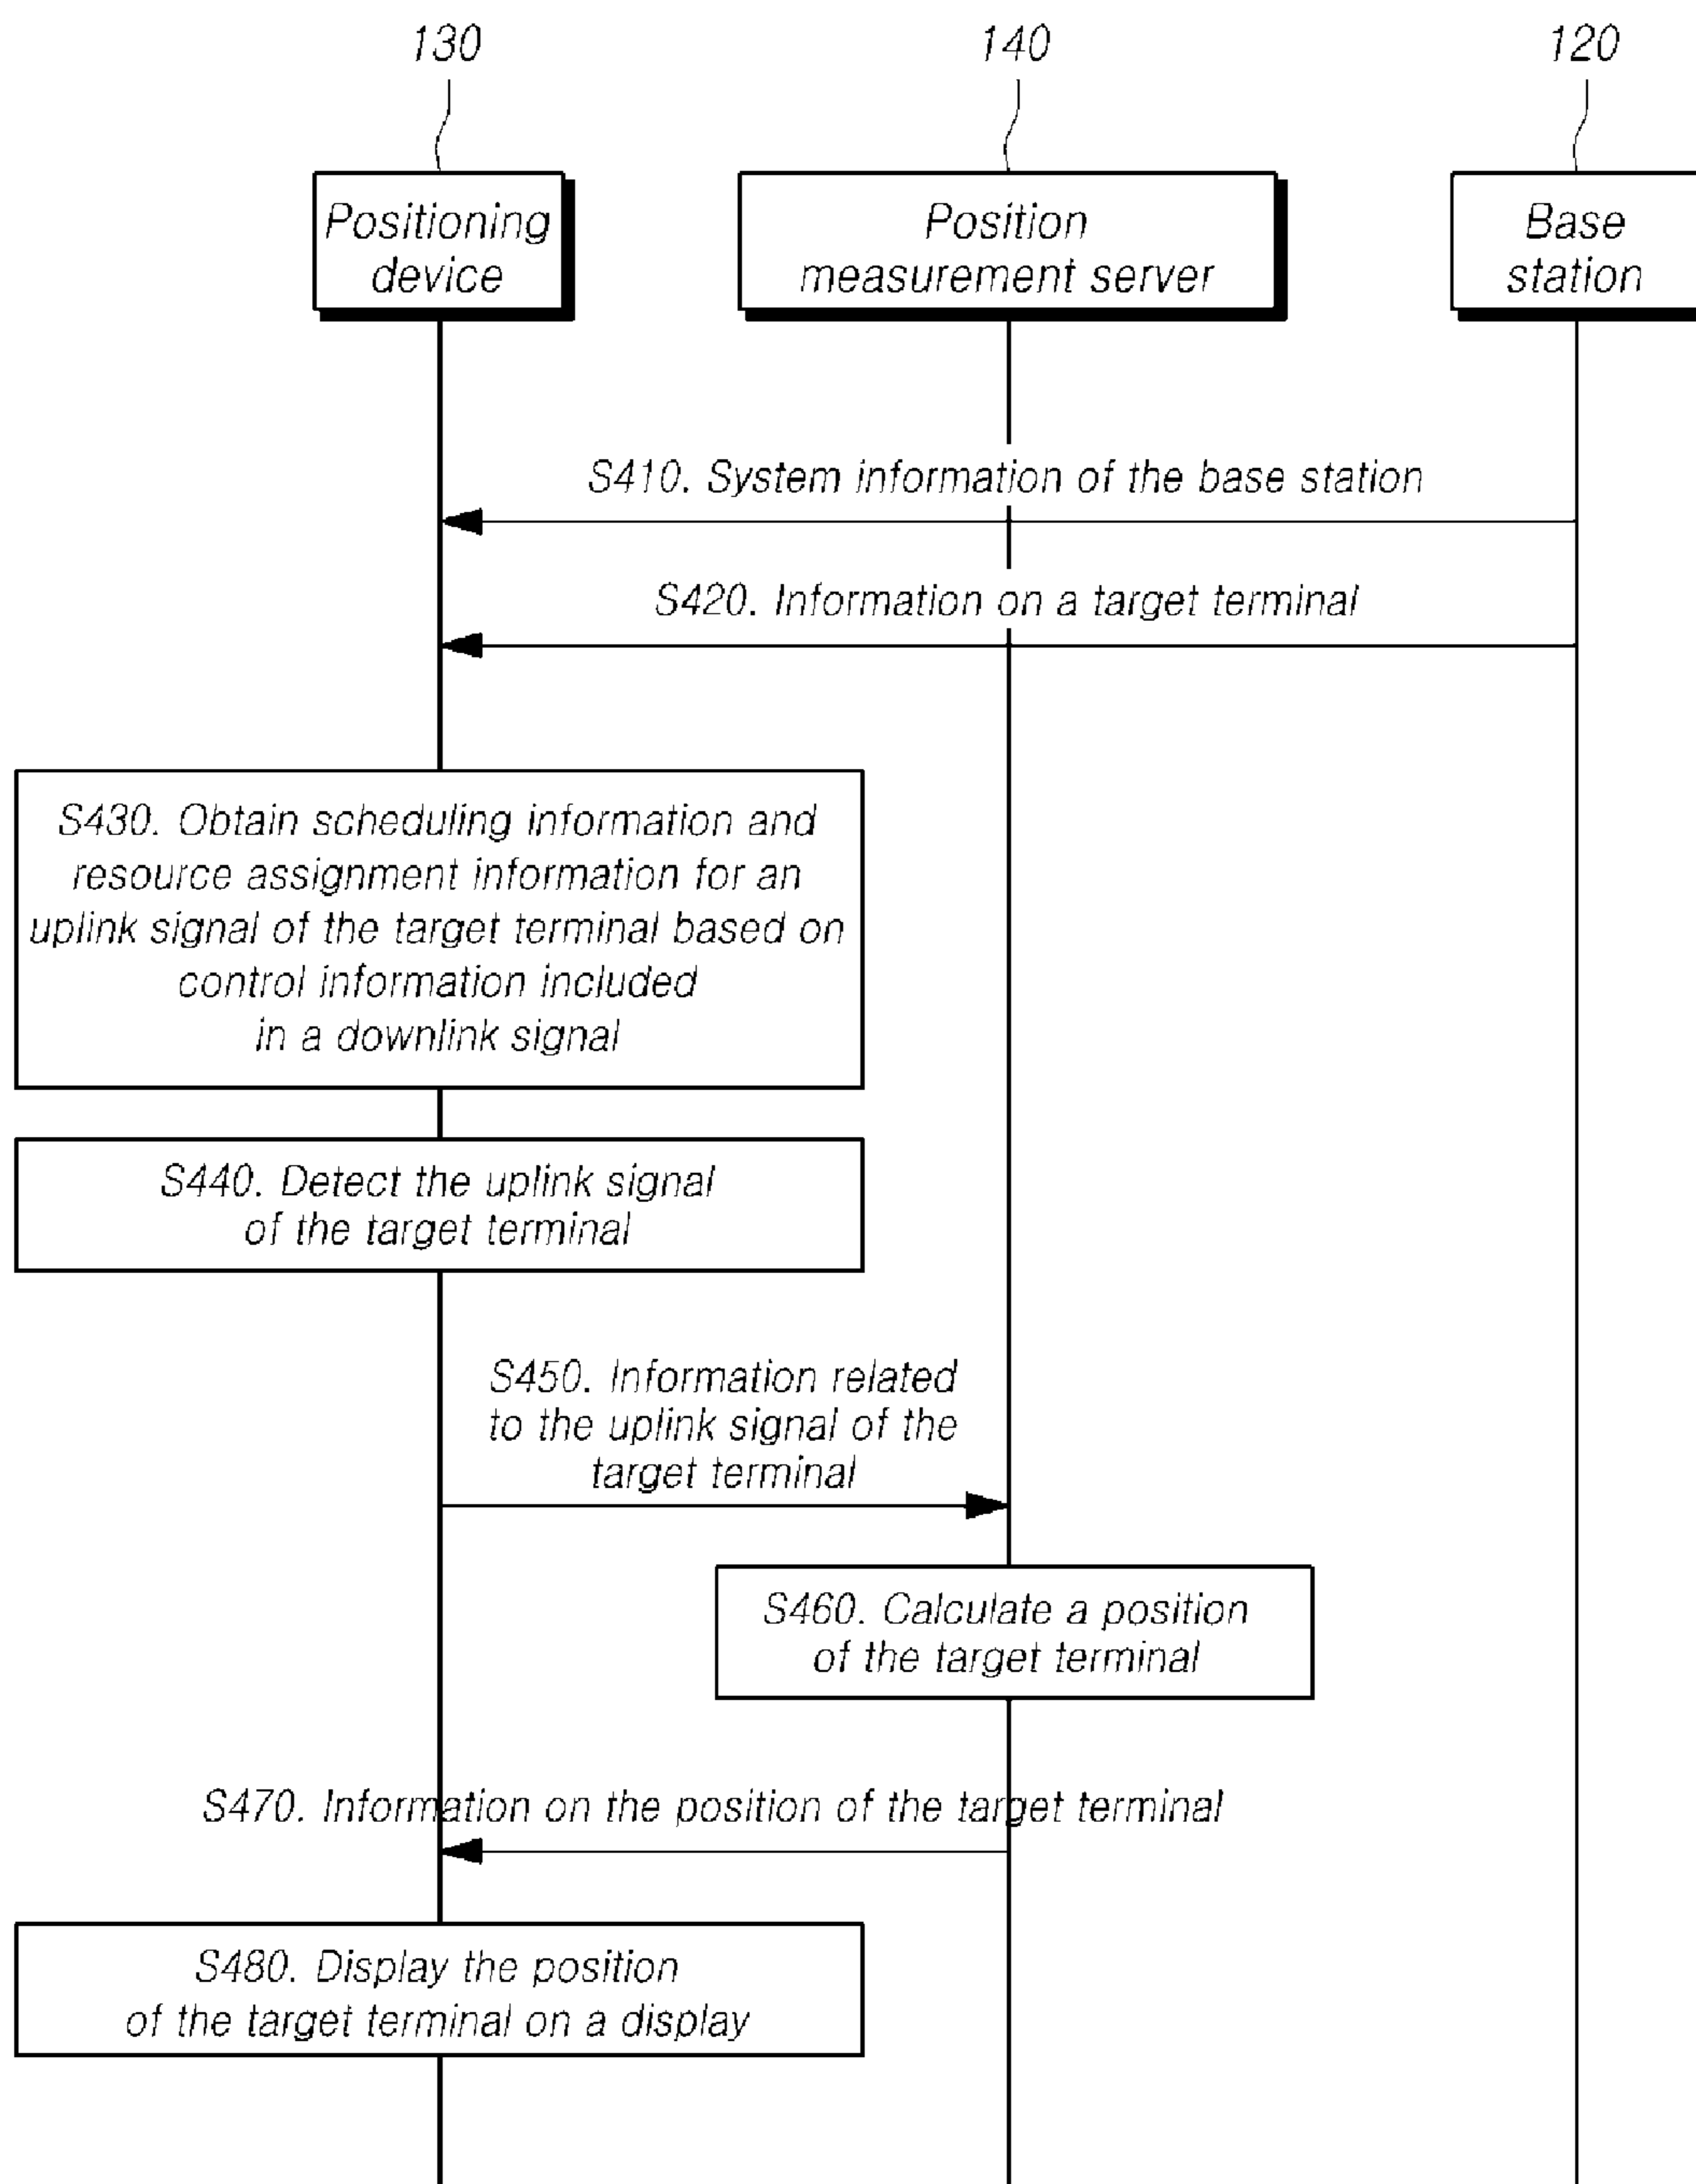 130
140
120
Positioning
device
Position
measurement server
Base
station
S410. System information of the base station
S420. Information on a target terminal
S430. Obtain scheduling information and
resource assignment information for an
uplink signal of the target terminal based on
control information included
in a downlink signal
S440. Detect the uplink signal
of the target terminal
S450. Information related
to the uplink signal of the
target terminal
S460. Calculate a position
of the target terminal
S470. Information on the position of the target terminal
S480. Display the position
of the target terminal on a display